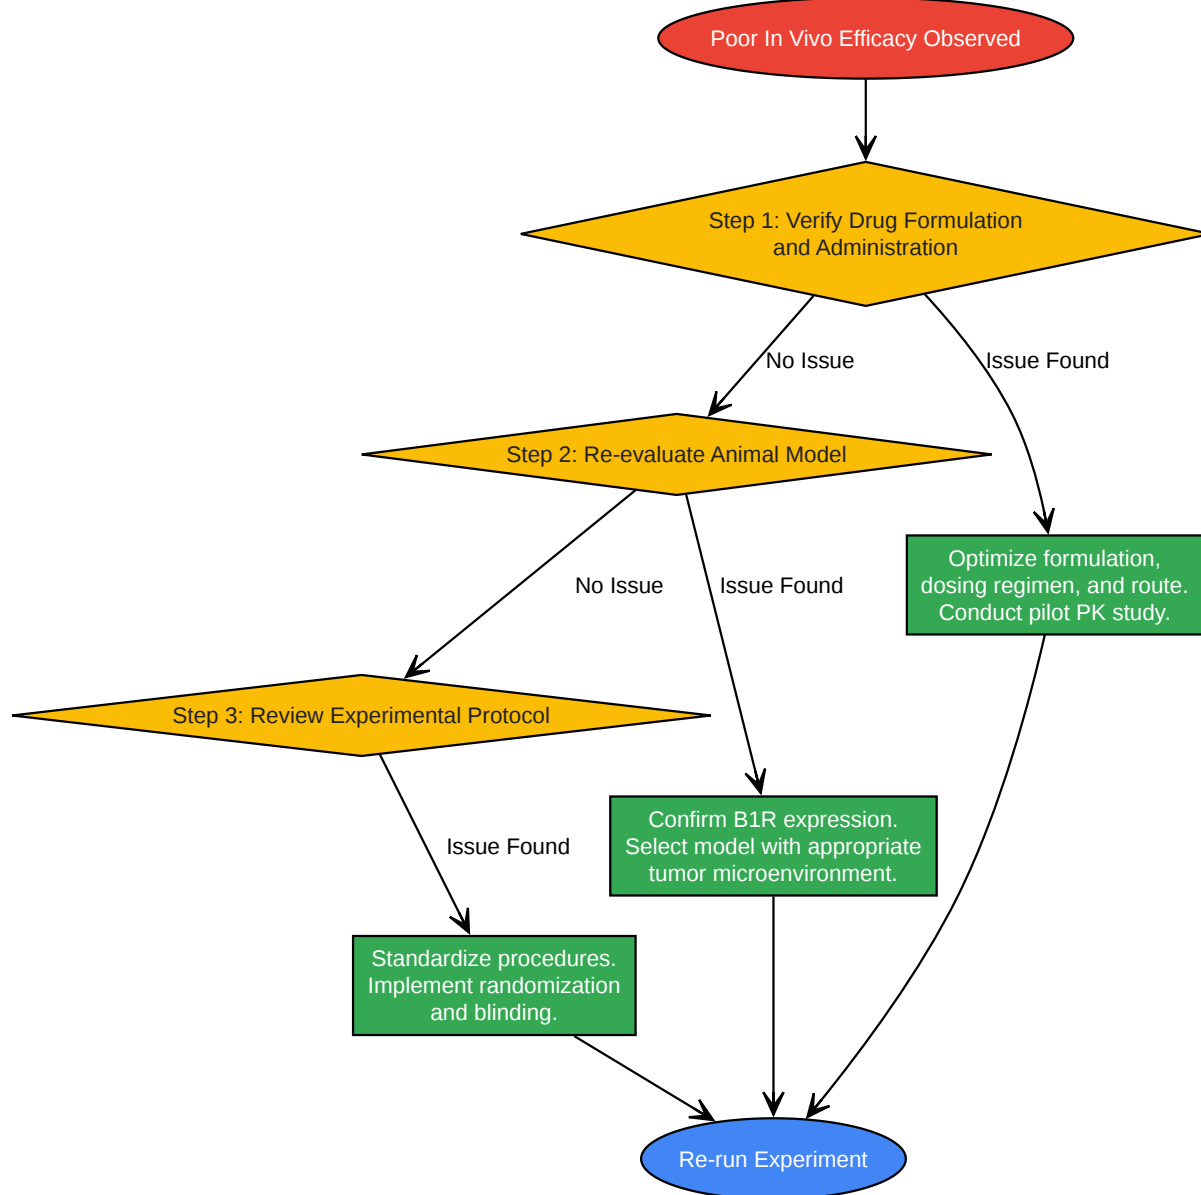 Poor In Vivo Efficacy Observed
Step 1: Verify Drug Formulation
and Administration
No Issue
Issue Found
Step 2: Re-evaluate Animal Model
No Issue
Issue Found
Optimize formulation,
dosing regimen, and route.
Conduct pilot PK study.
Step 3: Review Experimental Protocol
Issue Found
Confirm B1R expression.
Select model with appropriate
tumor microenvironment.
Standardize procedures.
Implement randomization
and blinding.
Re-run Experiment